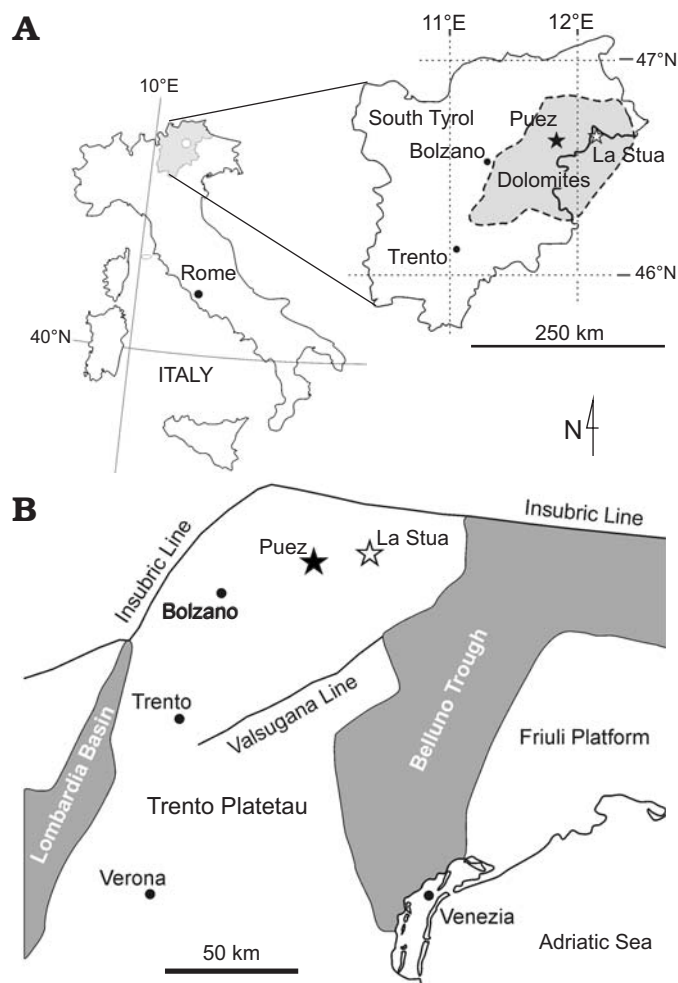 A
10°E
40°N
Rome
ITALY
11°E
12°E
47°N
South Tyrol
Puez
Bolzano
La Stua
Dolomites
Trento
46°N
250 km
N
B
Insubric Line
Insubric Line
Puez
La Stua
Bolzano
Trento
Valsugana Line
Lombardia Basin
Belluno Trough
Friuli Platform
Trento Platetau
Verona
Venezia
50 km
Adriatic Sea